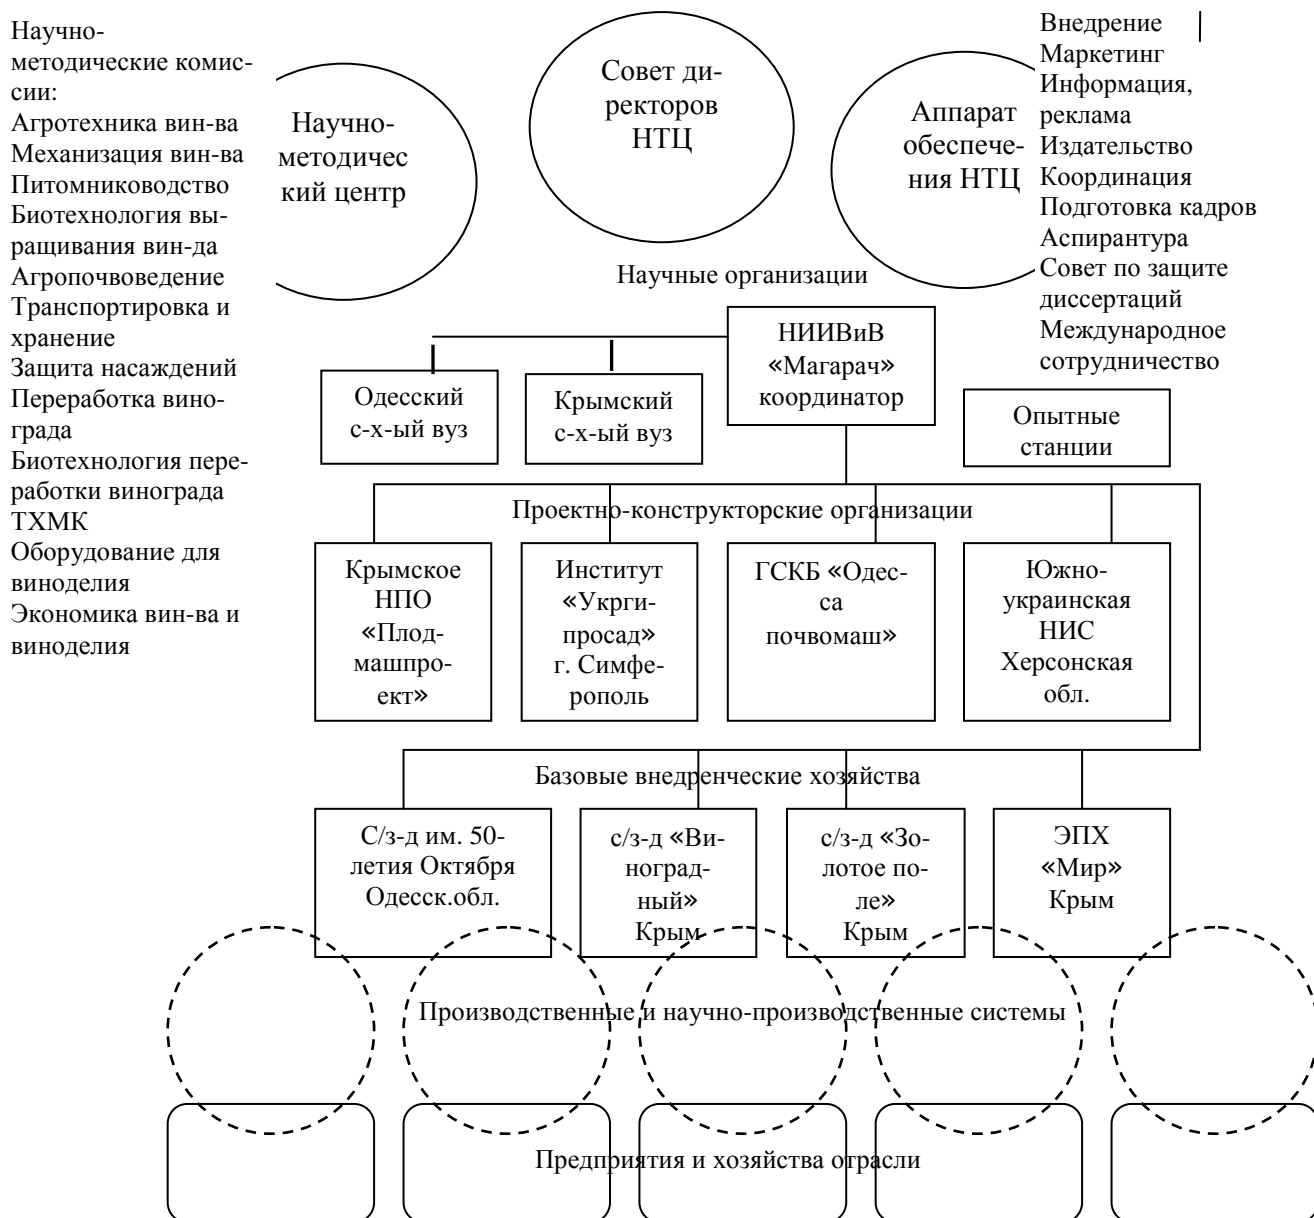 Научно-
методические комис-
сии:
Агротехника вин-ва
Механизация вин-ва
Питомниководство
Биотехнология вы-
ращивания вин-да
Агропочвоведение
Транспортировка и
хранение
Защита насаждений
Переработка вино-
града
Биотехнология пере-
работки винограда
ТХМК
Оборудование для
виноделия
Экономика вин-ва и
виноделия
Научно-
методичес
кий центр
Совет ди-
ректоров
НТЦ
Аппарат
обеспече-
ния НТЦ
Внедрение
Маркетинг
Информация,
реклама
Издательство
Координация
Подготовка кадров
Аспирантура
Совет по защите
диссертаций
Международное
сотрудничество
Научные организации
НИИВиВ
«Магарач»
координатор
Одесский
с-х-ый вуз
Крымский
с-х-ый вуз
Опытные
станции
Проектно-конструкторские организации
Крымское
НПО
«Плод-
машпро-
ект»
Институт
«Укрги-
просад»
г. Симфе-
рополь
ГСКБ «Одес-
са
почвомаш»
Южно-
украинская
НИС
Херсонская
обл.
Базовые внедренческие хозяйства
С/з-д им. 50-
летия Октября
Одесск.обл.
с/з-д «Ви-
ноград-
ный»
Крым
с/з-д «Зо-
лотое по-
ле»
Крым
ЭПХ
«Мир»
Крым
Производственные и научно-производственные системы
Предприятия и хозяйства отрасли